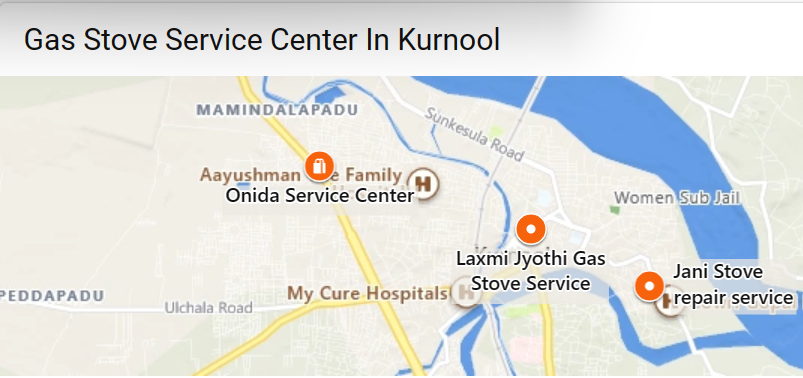 Gas Stove Service Center In Kurnool
MAMINDALAPADU
Sunkesula Road
Aayushman e Family
Onida Service Center
Women Sub Jail
Laxmi Jyothi Gas
Stove Service
Jani Stove
repair service
PEDDAPADU
My Cure Hospitals
Ulchala Road